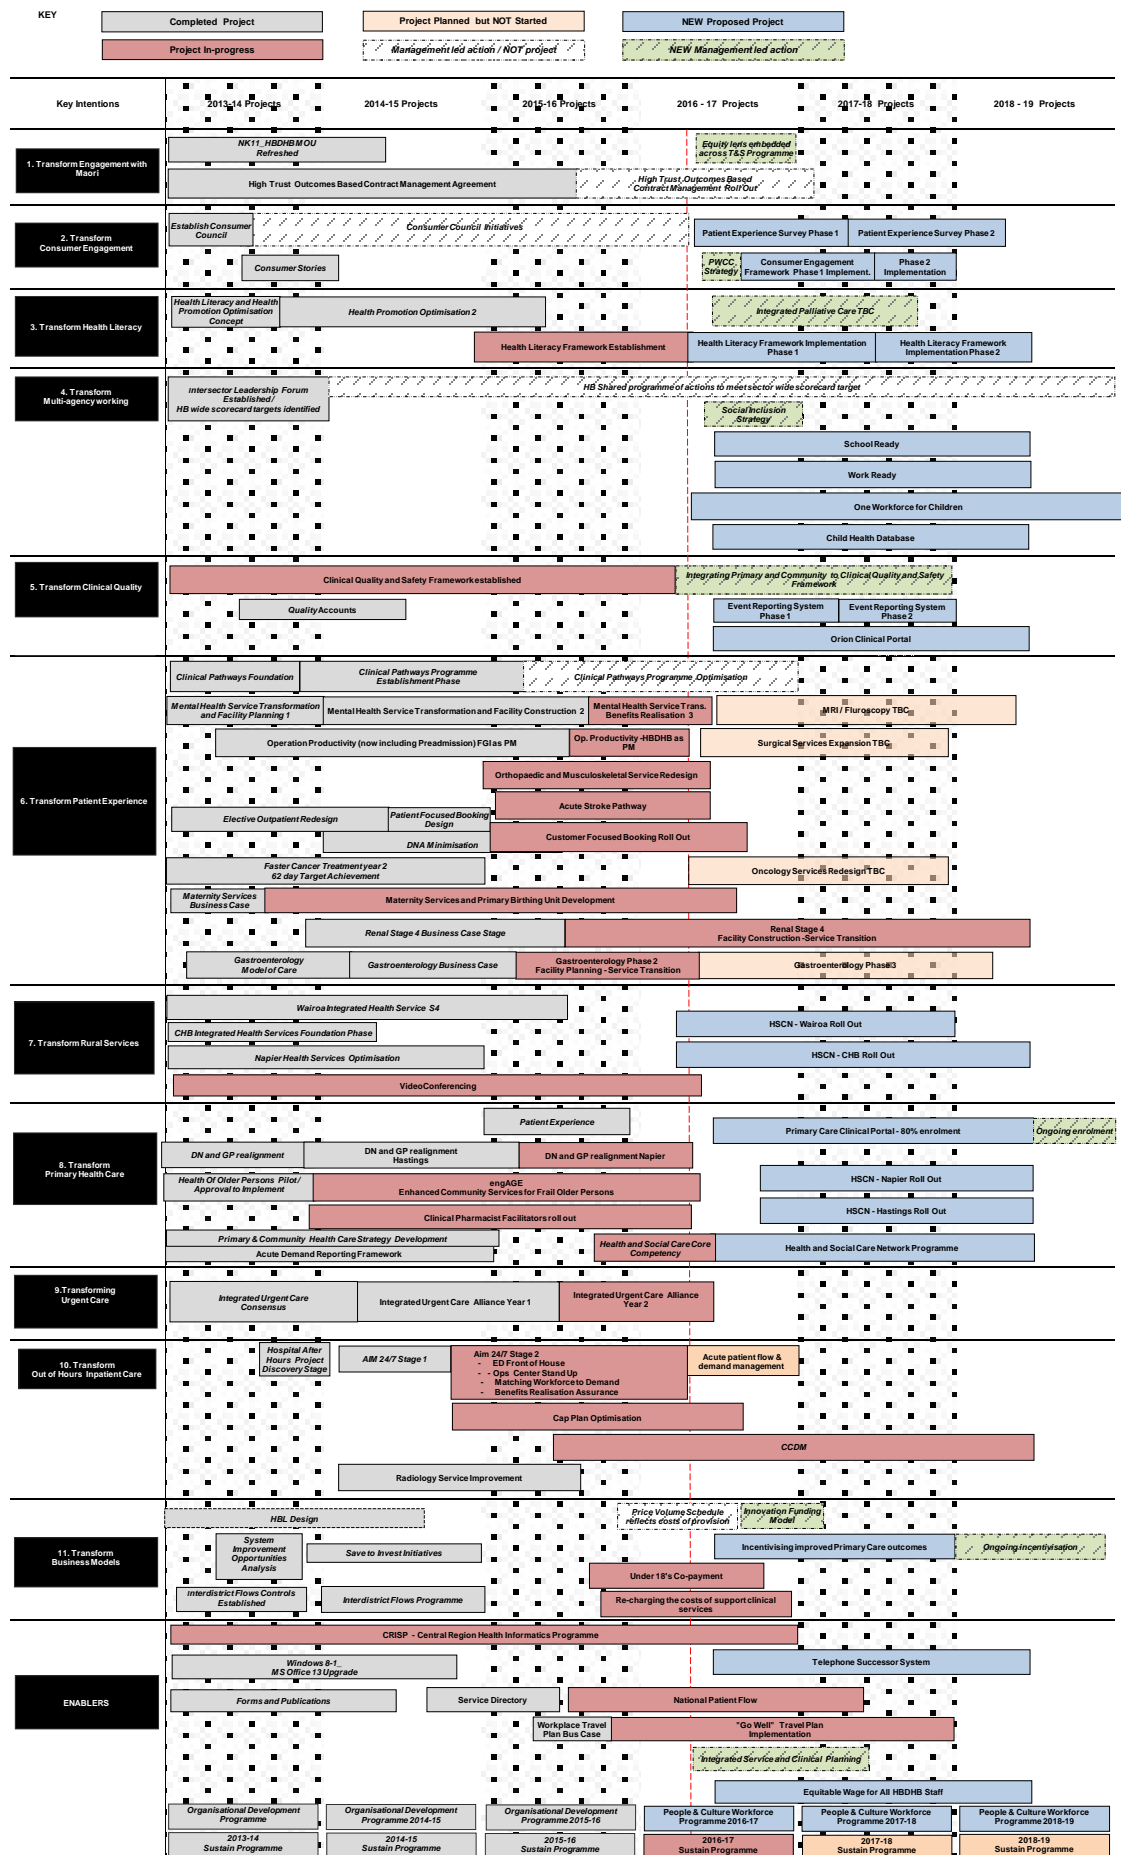 KEY
Completed Project
Project Planned but NOT Started
NEW Proposed Project
Project In-progress
Management led action / NOT project
NEW Management led action
Key Intentions
2013-14 Projects
2014-15 Projects
2015-16 Projects
2016 - 17 Projects
2017-18 Projects
2018 - 19 Projects
1. Transform Engagement with
Maori
NK11_HBDHB MOU
Refreshed
Equity lens embedded
across T&S Programme
High Trust Outcomes Based Contract Management Agreement
High Trust Outcomes Based
Contract Management Roll Out
2. Transform
Consumer Engagement
Establish Consumer
Council
Consumer Council Initiatives
Patient Experience Survey Phase 1
Patient Experience Survey Phase 2
Consumer Stories
PWCC
Strategy
Consumer Engagement
Framework Phase 1 Implement.
Phase 2
Implementation
3. Transform Health Literacy
Health Literacy and Health
Promotion Optimisation
Concept
Health Promotion Optimisation 2
Integrated Palliative Care TBC
Health Literacy Framework Establishment
Health Literacy Framework Implementation
Phase 1
Health Literacy Framework
Implementation Phase 2
4. Transform
Multi-agency working
Intersector Leadership Forum
Established /
HB wide scorecard targets identified
HB Shared programme of actions to meet sector wide scorecard target
Social Inclusion
Strategy
School Ready
Work Ready
One Workforce for Children
Child Health Database
5. Transform Clinical Quality
Clinical Quality and Safety Framework established
Integrating Primary and Community to Clinical Quality and Safety
Framework
Quality Accounts
Event Reporting System
Phase 1
Event Reporting System
Phase 2
Orion Clinical Portal
6. Transform Patient Experience
Clinical Pathways Foundation
Clinical Pathways Programme
Establishment Phase
Clinical Pathways Programme Optimisation
Mental Health Service Transformation
and Facility Planning 1
Mental Health Service Transformation and Facility Construction 2
Mental Health Service Trans.
Benefits Realisation 3
MRI / Fluroscopy TBC
Operation Productivity (now including Preadmission) FGI as PM
Op. Productivity -HBDHB as
PM
Surgical Services Expansion TBC
Orthopaedic and Musculoskeletal Service Redesign
Acute Stroke Pathway
Elective Outpatient Redesign
Patient Focused Booking
Design
Customer Focused Booking Roll Out
DNA Minimisation
Faster Cancer Treatment year 2
62 day Target Achievement
Oncology Services Redesign TBC
Maternity Services
Business Case
Maternity Services and Primary Birthing Unit Development
Renal Stage 4 Business Case Stage
Renal Stage 4
Facility Construction -Service Transition
Gastroenterology
Model of Care
Gastroenterology Business Case
Gastroenterology Phase 2
Facility Planning - Service Transition
Gastroenterology Phase 3
7. Transform Rural Services
Wairoa Integrated Health Service S4
HSCN - Wairoa Roll Out
CHB Integrated Health Services Foundation Phase
Napier Health Services Optimisation
HSCN - CHB Roll Out
Video Conferencing
8. Transform
Primary Health Care
Patient Experience
Primary Care Clinical Portal - 80% enrolment
Ongoing enrolment
DN and GP realignment
DN and GP realignment
Hastings
DN and GP realignment Napier
Health Of Older Persons Pilot /
Approval to Implement
engAGE
Enhanced Community Services for Frail Older Persons
HSCN - Napier Roll Out
Clinical Pharmacist Facilitators roll out
HSCN - Hastings Roll Out
Primary & Community Health Care Strategy Development
Acute Demand Reporting Framework
Health and Social Care Core
Competency
Health and Social Care Network Programme
9.Transforming
Urgent Care
Integrated Urgent Care
Consensus
Integrated Urgent Care Alliance Year 1
Integrated Urgent Care Alliance
Year 2
10. Transform
Out of Hours Inpatient Care
Hospital After
Hours Project
Discovery Stage
AIM 24/7 Stage 1
Aim 24/7 Stage 2
- ED Front of House
- - Ops Center Stand Up
- Matching Workforce to Demand
- Benefits Realisation Assurance
Acute patient flow &
demand management
Cap Plan Optimisation
CCDM
Radiology Service Improvement
11. Transform
Business Models
HBL Design
Price Volume Schedule
reflects costs of provision
Innovation Funding
Model
System
Improvement
Opportunities
Analysis
Save to Invest Initiatives
Incentivising improved Primary Care outcomes
Ongoing incentivisation
Under 18's Co-payment
Interdistrict Flows Controls
Established
Interdistrict Flows Programme
Re-charging the costs of support clinical
services
ENABLERS
CRISP - Central Region Health Informatics Programme
Windows 8-1_
MS Office 13 Upgrade
Telephone Successor System
Forms and Publications
Service Directory
National Patient Flow
Workplace Travel
Plan Bus Case
"Go Well" Travel Plan
Implementation
Integrated Service and Clinical Planning
Equitable Wage for All HBDHB Staff
Organisational Development
Programme
Organisational Development
Programme 2014-15
Organisational Development
Programme 2015-16
People & Culture Workforce
Programme 2016-17
People & Culture Workforce
Programme 2017-18
People & Culture Workforce
Programme 2018-19
2013-14
Sustain Programme
2014-15
Sustain Programme
2015-16
Sustain Programme
2016-17
Sustain Programme
2017-18
Sustain Programme
2018-19
Sustain Programme